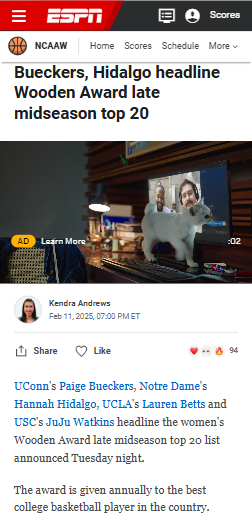 ESPN
Scores
NCAAW
Home Scores Schedule More
Bueckers, Hidalgo headline
Wooden Award late
midseason top 20
AD Learn More :02
Kendra Andrews
Feb 11, 2025, 07:00 PM ET
Share Like 94
UConn's Paige Bueckers, Notre Dame's
Hannah Hidalgo, UCLA's Lauren Betts and
USC's JuJu Watkins headline the women's
Wooden Award late midseason top 20 list
announced Tuesday night.
The award is given annually to the best
college basketball player in the country.